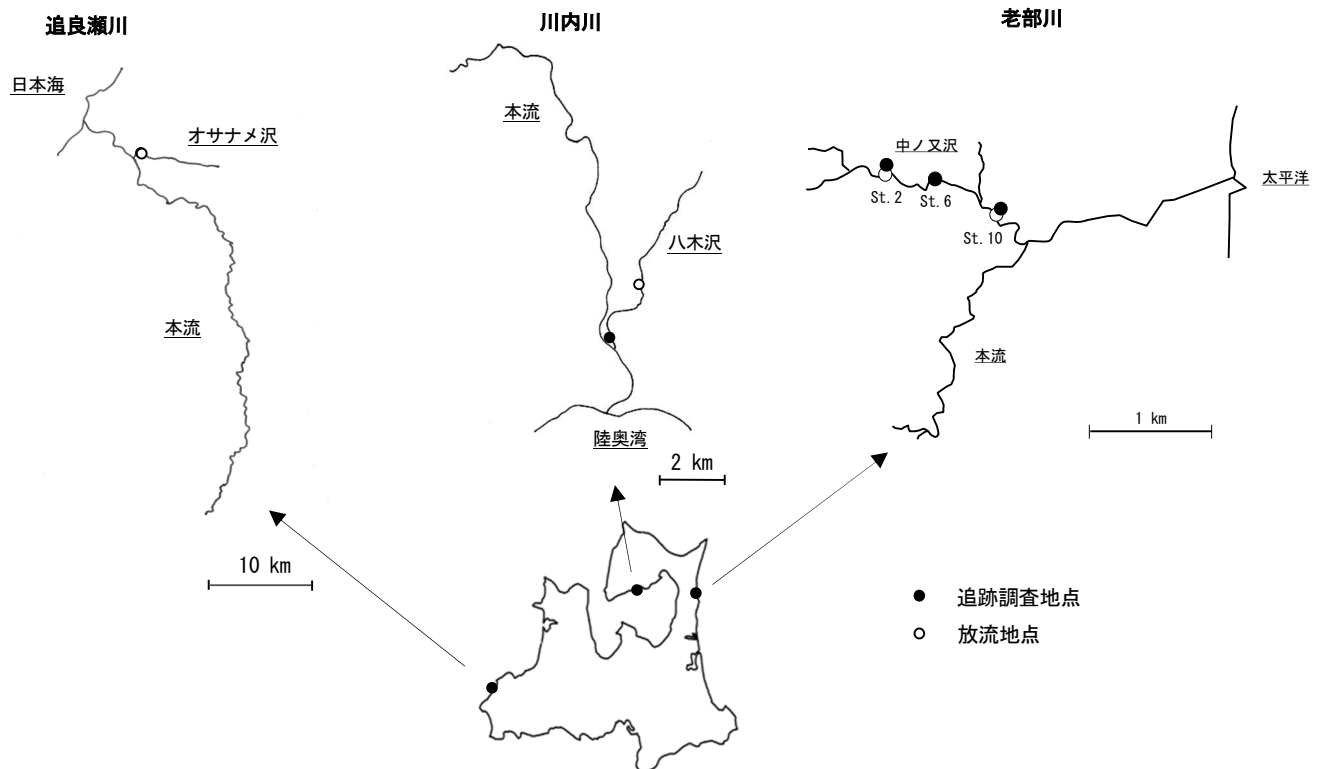 追良瀬川
日本海
オサナメ沢
本流
10 km
川内川
本流
八木沢
陸奥湾
2 km
老部川
中ノ又沢
St. 2
St. 6
St. 10
太平洋
本流
1 km
追跡調査地点
放流地点